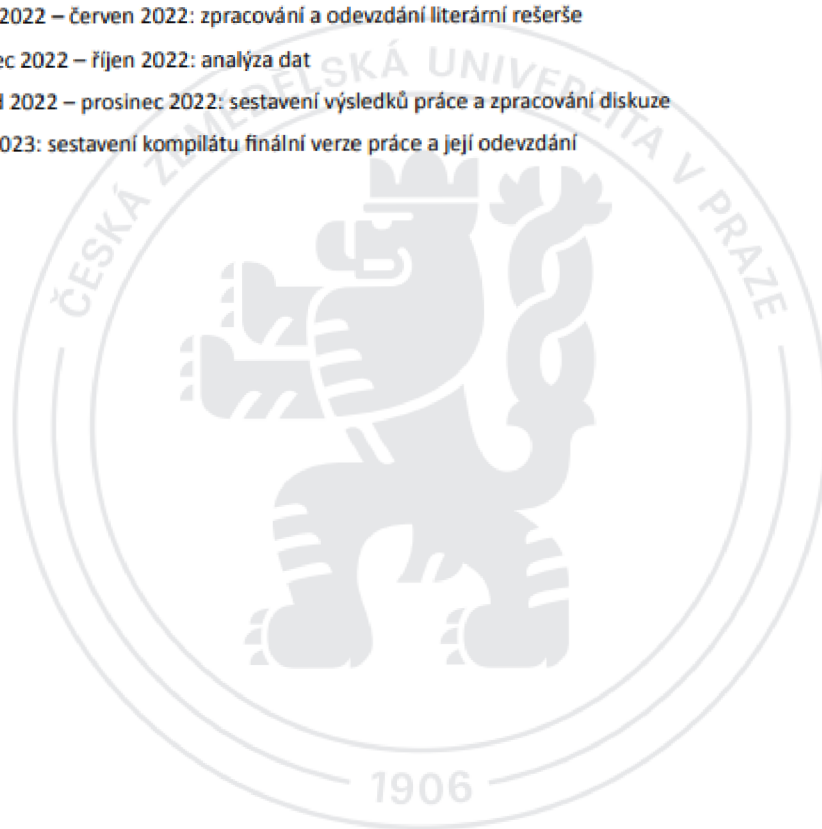 2022 – červen 2022: zpracování a odevzdání literární rešerše
ec 2022 – říjen 2022: analýza dat
d 2022 – prosinec 2022: sestavení výsledků práce a zpracování diskuze
023: sestavení kompilátu finální verze práce a její odevzdání
ČESKÁ ZEMĚDĚLSKÁ UNIVERZITA V PRAZE
1906